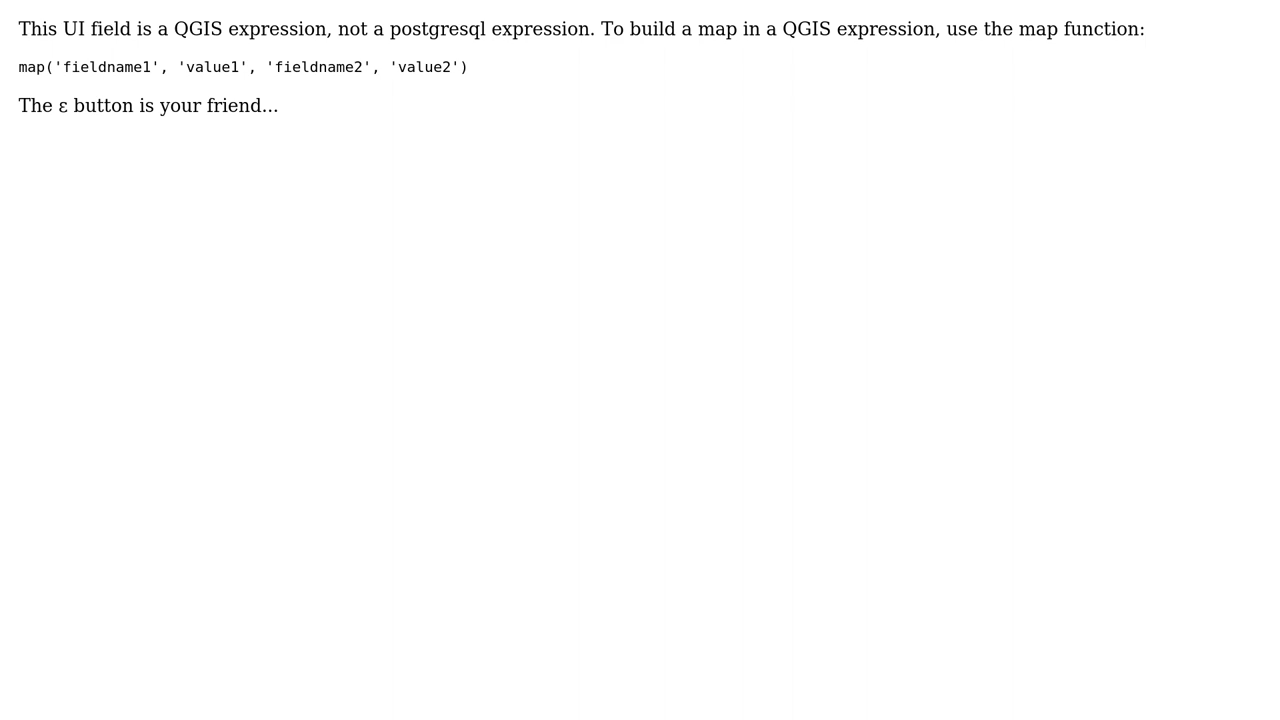 This UI field is a QGIS expression, not a postgresql expression. To build a map in a QGIS expression, use the map function:
map('fieldname1', 'value1', 'fieldname2', 'value2')
The ε button is your friend...